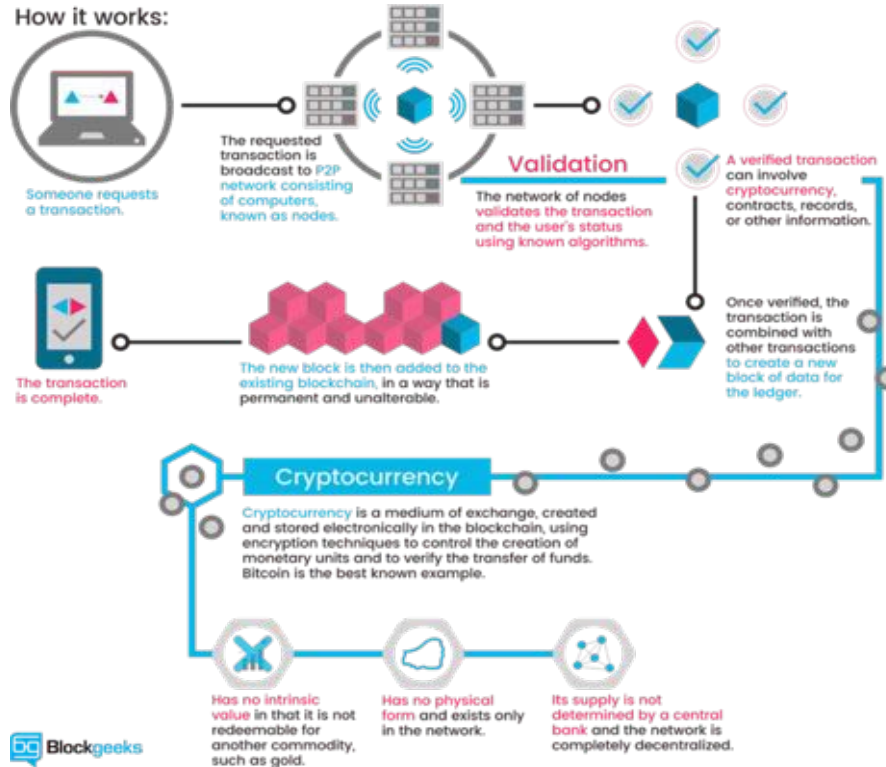 How it works:
Someone requests
a transaction.
The requested
transaction is
broadcast to P2P
network consisting
of computers,
known as nodes.
Validation
The network of nodes
validates the transaction
and the user's status
using known algorithms.
A verified transaction
can involve
cryptocurrency,
contracts, records,
or other information.
Once verified, the
transaction is
combined with
other transactions
to create a new
block of data for
the ledger.
The new block is then added to the
existing blockchain, in a way that is
permanent and unalterable.
The transaction
is complete.
Cryptocurrency
Cryptocurrency is a medium of exchange, created
and stored electronically in the blockchain, using
encryption techniques to control the creation of
monetary units and to verify the transfer of funds.
Bitcoin is the best known example.
Has no intrinsic
value in that it is not
redeemable for
another commodity,
such as gold.
Has no physical
form and exists only
in the network.
Its supply is not
determined by a central
bank and the network is
completely decentralized.
bg Blockgeeks